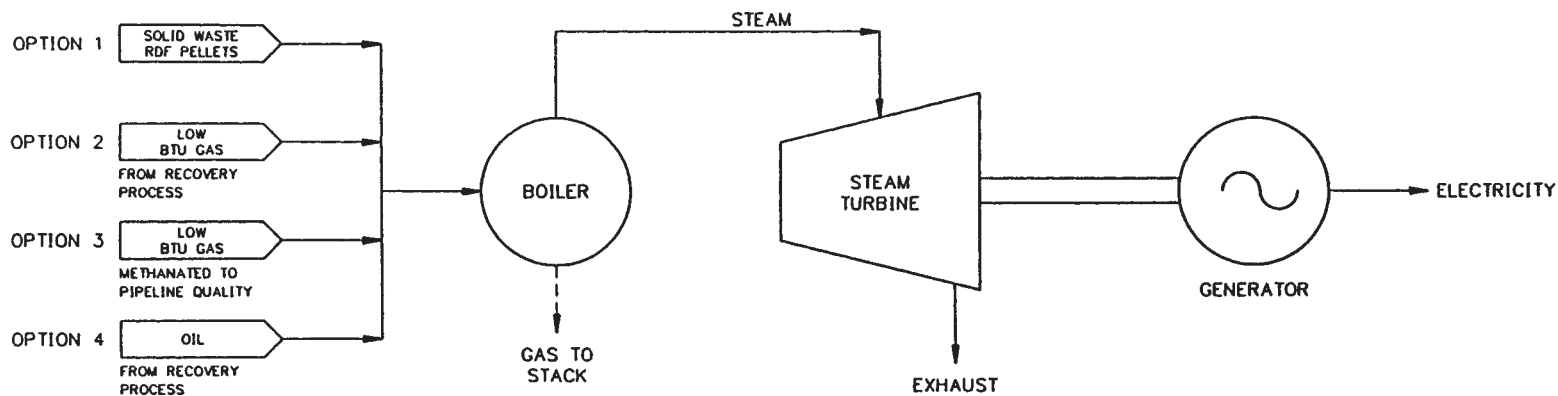 OPTION 1
SOLID WASTE
RDF PELLETS
OPTION 2
LOW
BTU GAS
FROM RECOVERY
PROCESS
OPTION 3
LOW
BTU GAS
METHANATED TO
PIPELINE QUALITY
OPTION 4
OIL
FROM RECOVERY
PROCESS
BOILER
GAS TO
STACK
STEAM
STEAM
TURBINE
EXHAUST
GENERATOR
ELECTRICITY